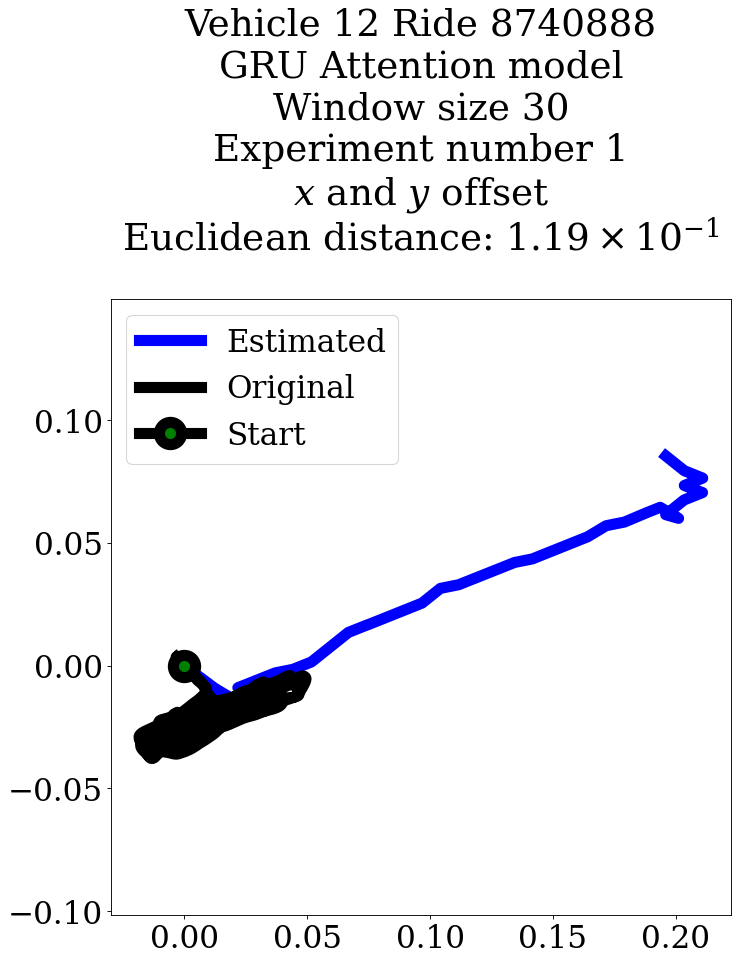 Vehicle 12 Ride 8740888
GRU Attention model
Window size 30
Experiment number 1
x and y offset
Euclidean distance: 1.19 × 10⁻¹
Estimated
Original
Start
0.10
0.05
0.00
−0.05
−0.10
0.00 0.05 0.10 0.15 0.20